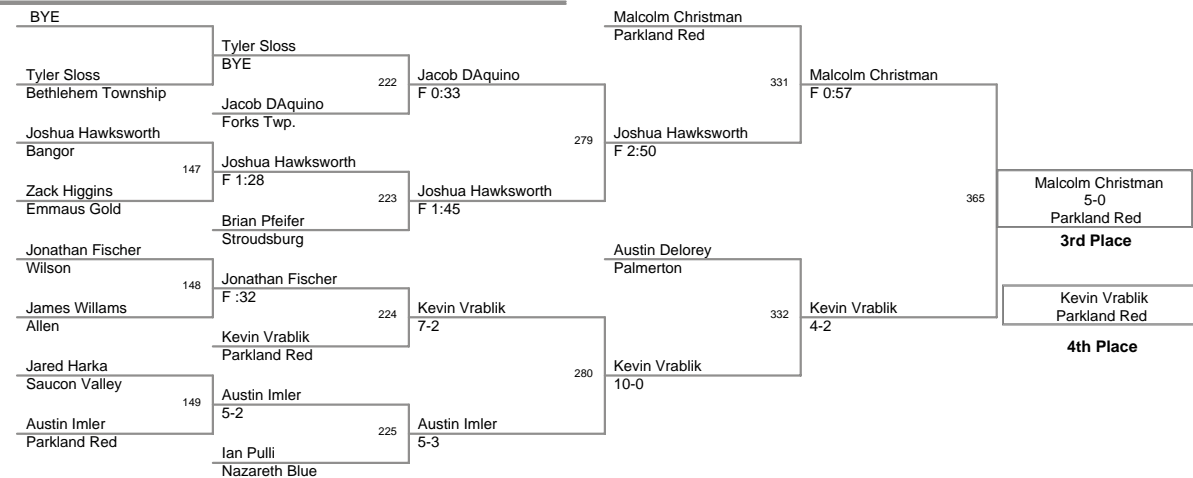 BYE
Tyler Sloss
Bethlehem Township
Joshua Hawksworth
Bangor
147
Zack Higgins
Emmaus Gold
Jonathan Fischer
Wilson
148
James Willams
Allen
Jared Harka
Saucon Valley
149
Austin Imler
Parkland Red
Tyler Sloss
BYE
222
Jacob DAquino
Forks Twp.
Joshua Hawksworth
F 1:28
223
Brian Pfeifer
Stroudsburg
Jonathan Fischer
F :32
224
Kevin Vrablik
Parkland Red
Austin Imler
5-2
225
Ian Pulli
Nazareth Blue
Jacob DAquino
F 0:33
279
Joshua Hawksworth
F 1:45
Kevin Vrablik
7-2
280
Austin Imler
5-3
Malcolm Christman
Parkland Red
331
Joshua Hawksworth
F 2:50
Austin Delorey
Palmerton
332
Kevin Vrablik
10-0
Malcolm Christman
F 0:57
365
Kevin Vrablik
4-2
Malcolm Christman
5-0
Parkland Red
3rd Place
Kevin Vrablik
Parkland Red
4th Place